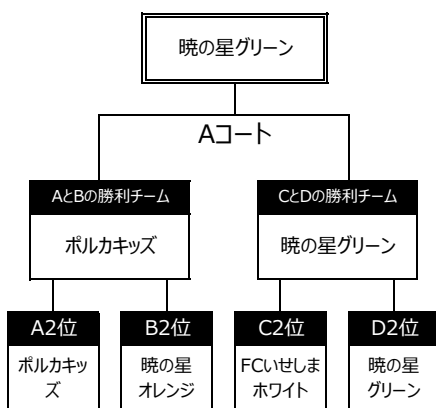 暁の星グリーン
Aコート
AとBの勝利チーム
CとDの勝利チーム
ポルカキッズ
暁の星グリーン
A2位
B2位
C2位
D2位
ポルカキッ
ズ
暁の星
オレンジ
FCいせしま
ホワイト
暁の星
グリーン